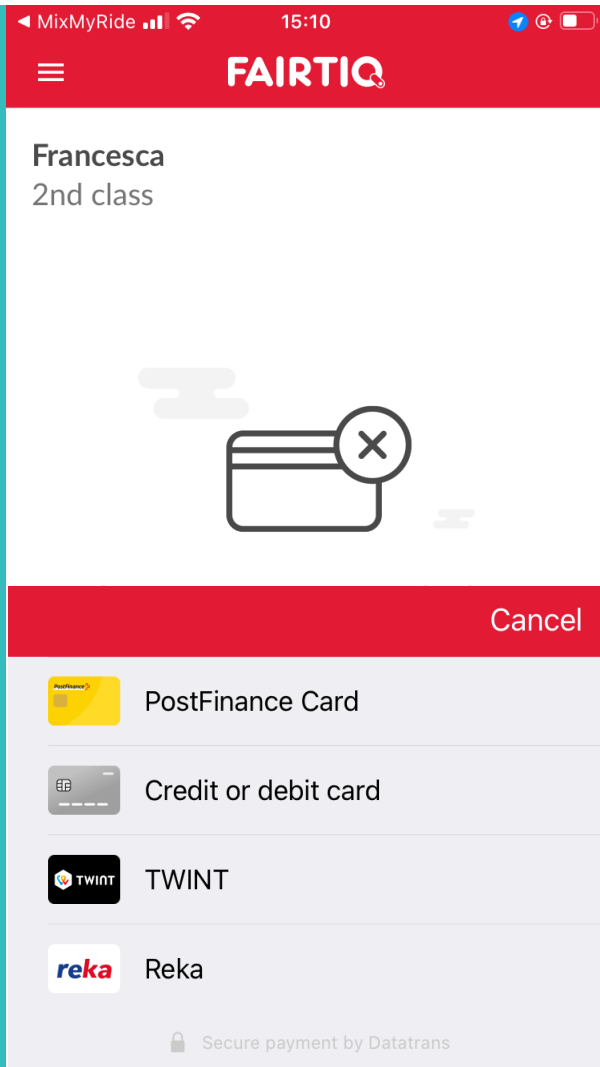 MixMyRide 15:10
FAIRTIQ
Francesca
2nd class
Cancel
PostFinance PostFinance Card
Credit or debit card
TWINT TWINT
reka Reka
Secure payment by Datatrans